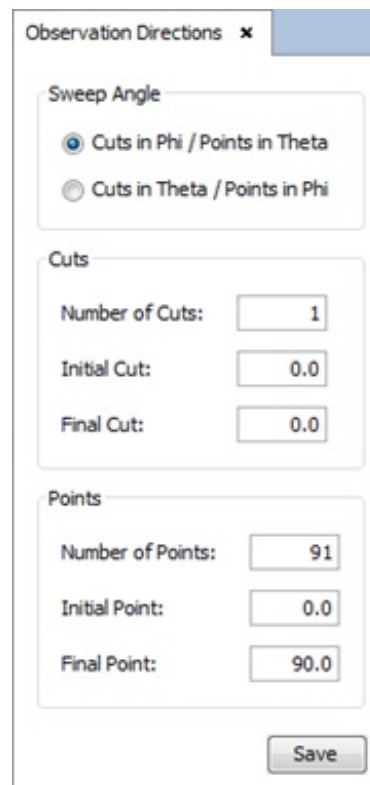 Observation Directions ×
Sweep Angle
Cuts in Phi / Points in Theta
Cuts in Theta / Points in Phi
Cuts
Number of Cuts: 1
Initial Cut: 0.0
Final Cut: 0.0
Points
Number of Points: 91
Initial Point: 0.0
Final Point: 90.0
Save